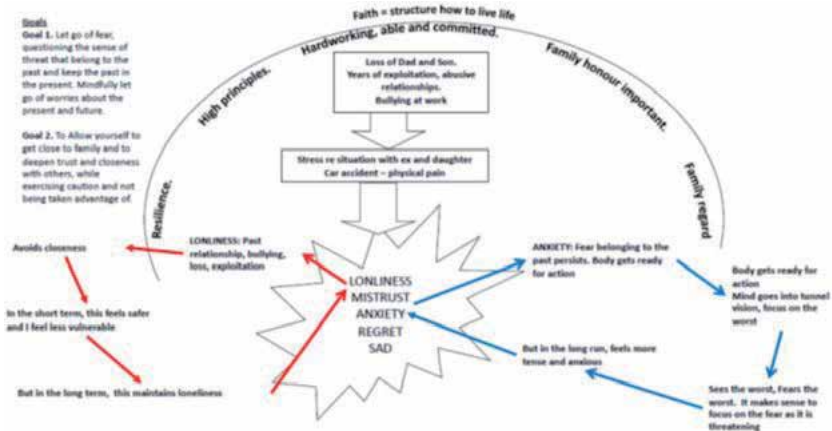 Goals
Goal 1. Let go of fear,
questioning the sense of
threat that belong to the
past and keep the past in
the present. Mindfully let
go of worries about the
present and future.
Goal 2. To Allow yourself to
get close to family and to
deepen trust and closeness
with others, while
exercising caution and not
being taken advantage of.
Resilience.
High principles.
Faith = structure how to live life
Hardworking, able and committed.
Family honour important.
Family regard
Loss of Dad and Son.
Years of exploitation, abusive
relationships.
Bullying at work
Stress re situation with ex and daughter
Car accident – physical pain
LONLINESS
MISTRUST
ANXIETY
REGRET
SAD
LONLINESS: Past
relationship, bullying,
loss, exploitation
Avoids closeness
In the short term, this feels safer
and I feel less vulnerable
But in the long term, this maintains loneliness
ANXIETY: Fear belonging to the
past persists. Body gets ready
for action
Body gets ready for
action
Mind goes into tunnel
vision, focus on the
worst
Sees the worst, Fears the
worst. It makes sense to
focus on the fear as it is
threatening
But in the long run, feels more
tense and anxious